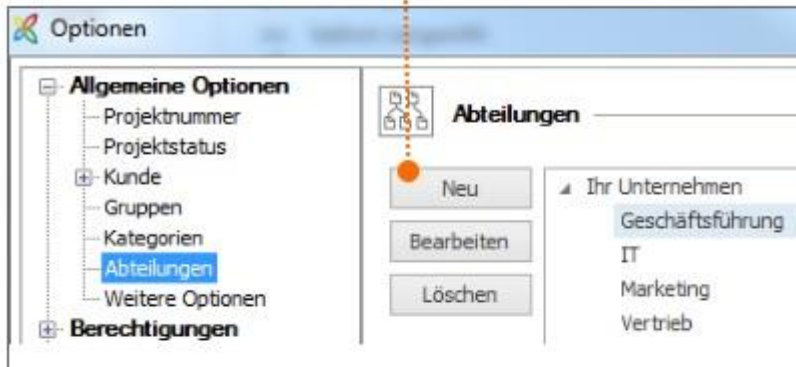 Optionen
Allgemeine Optionen
Projektnummer
Projektstatus
Kunde
Gruppen
Kategorien
Abteilungen
Weitere Optionen
Berechtigungen
Abteilungen
Neu
Bearbeiten
Löschen
Ihr Unternehmen
Geschäftsführung
IT
Marketing
Vertrieb